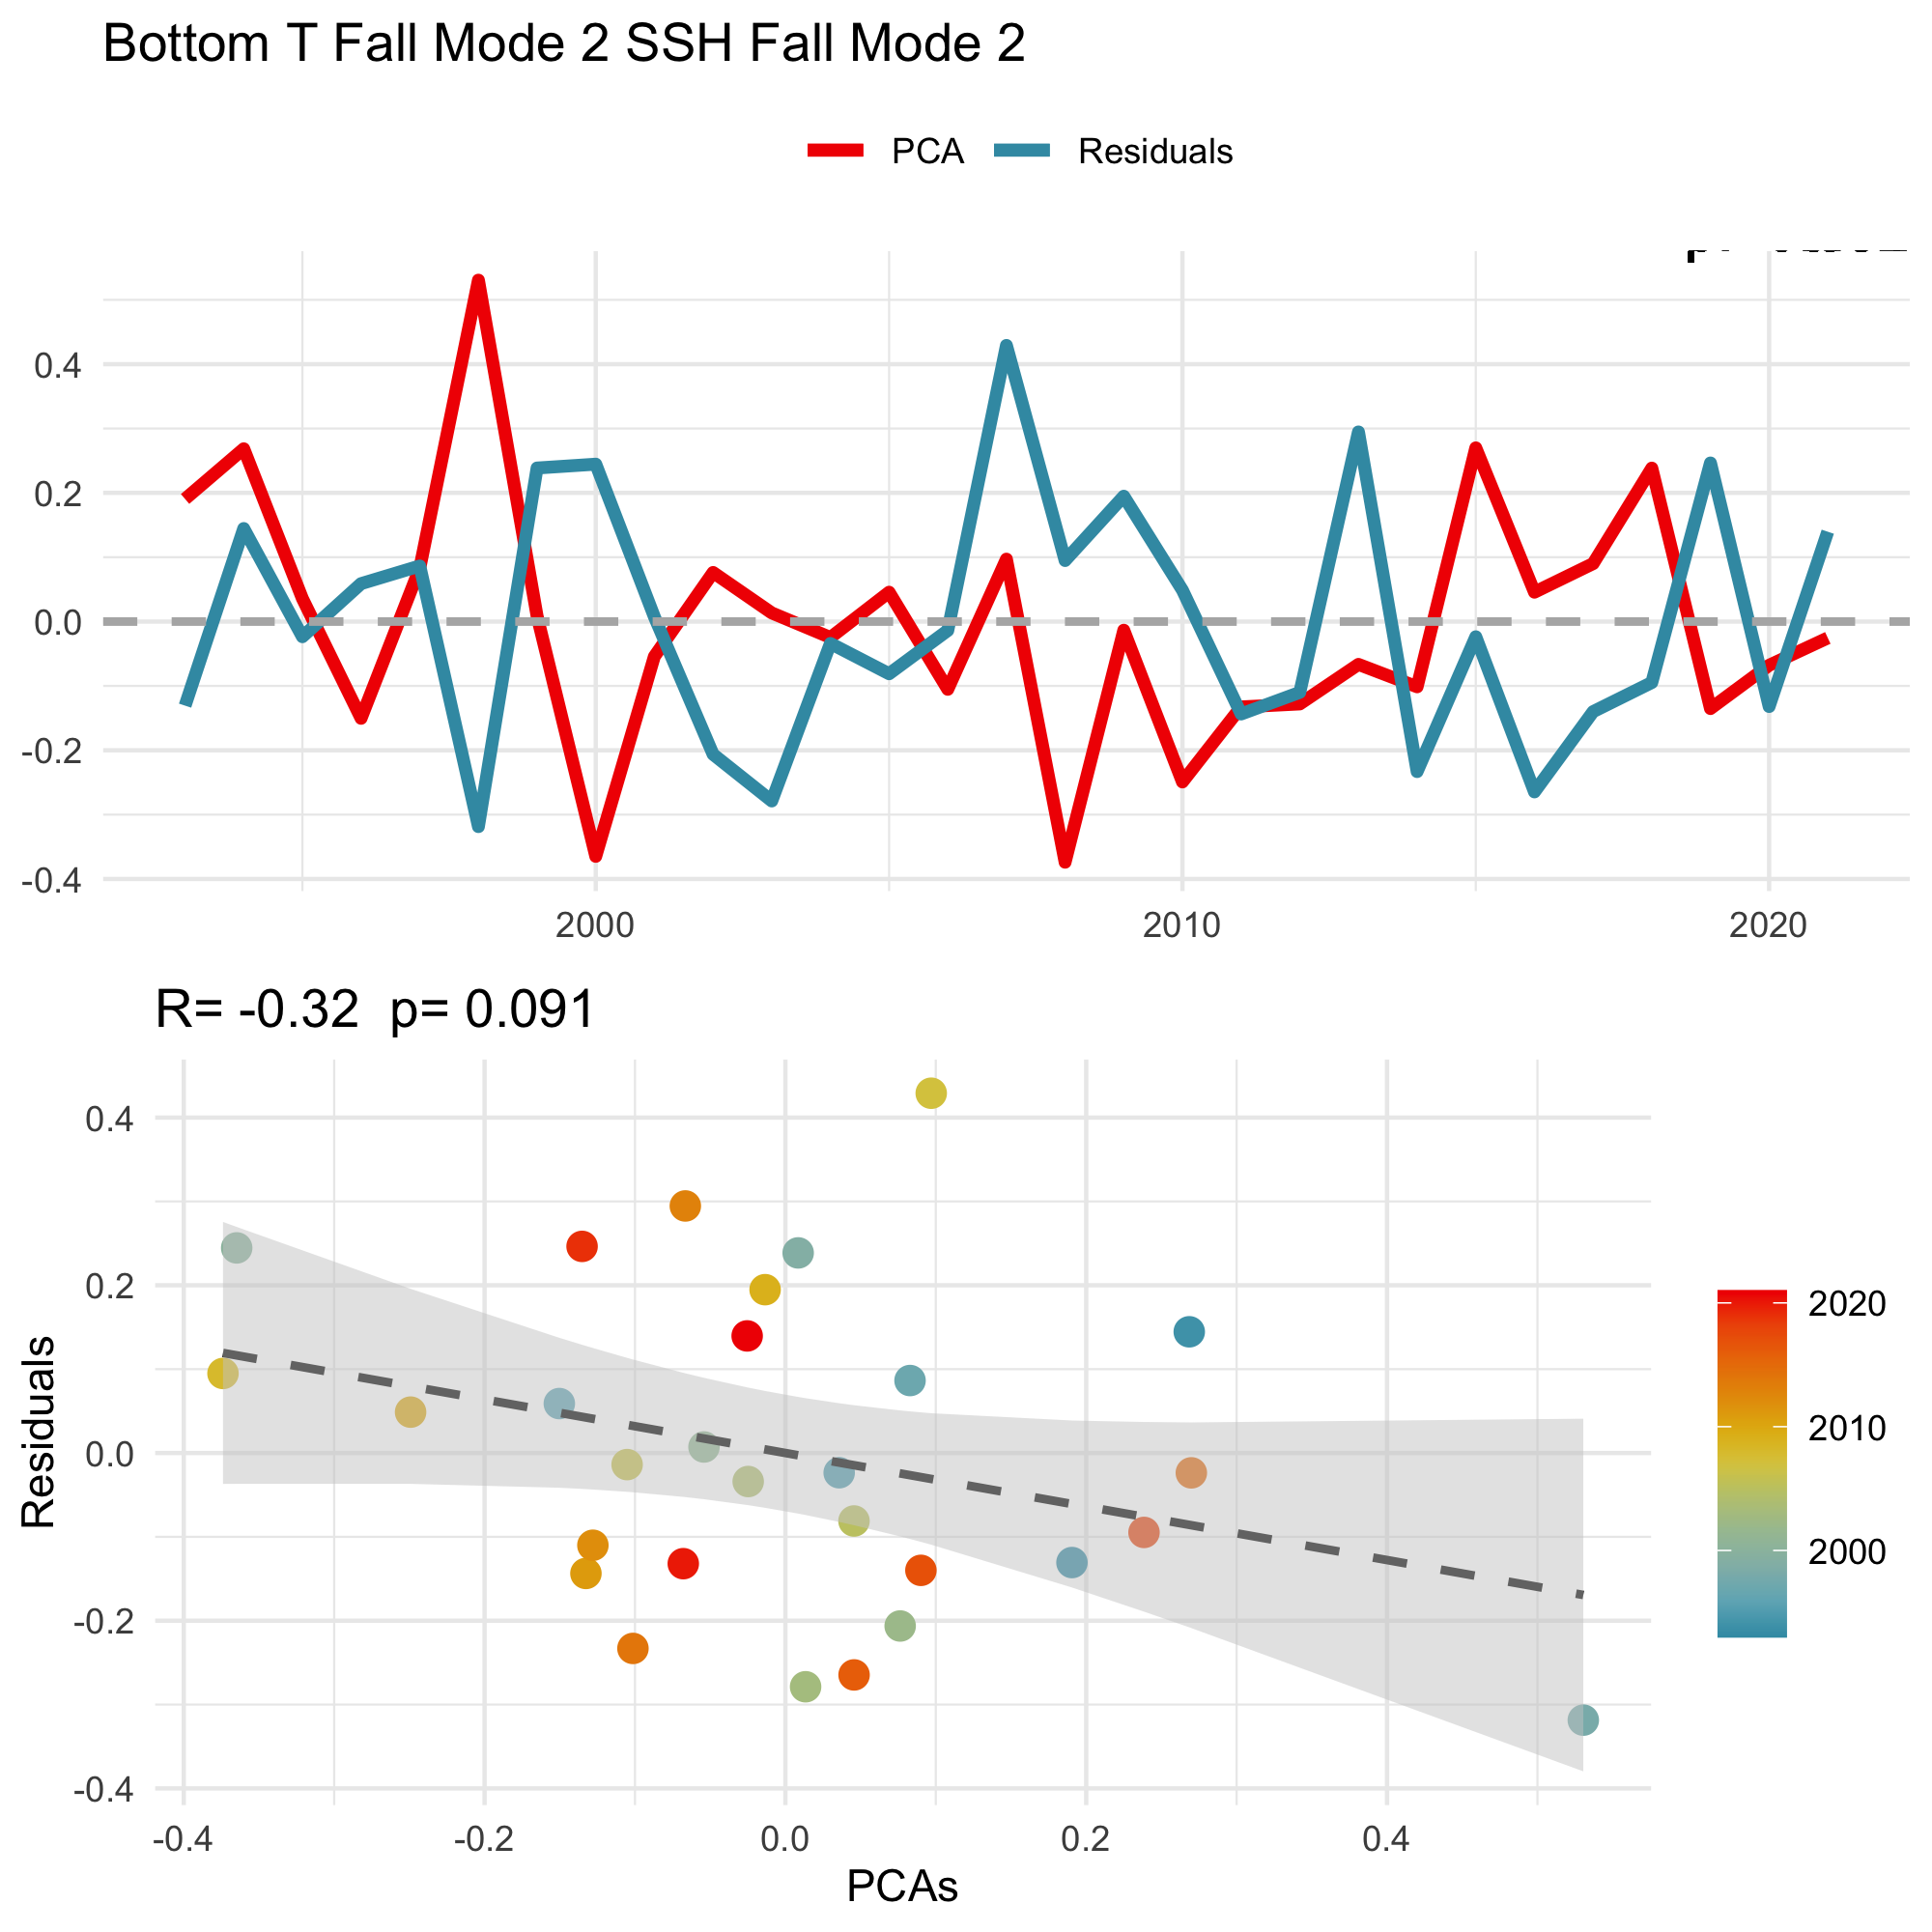 Bottom T Fall Mode 2 SSH Fall Mode 2
PCA Residuals
0.4
0.2
0.0
-0.2
-0.4
2000 2010 2020
R= -0.32 p= 0.091
Residuals
0.4
0.2
0.0
-0.2
-0.4
-0.4 -0.2 0.0 0.2 0.4
PCAs
2020
2010
2000